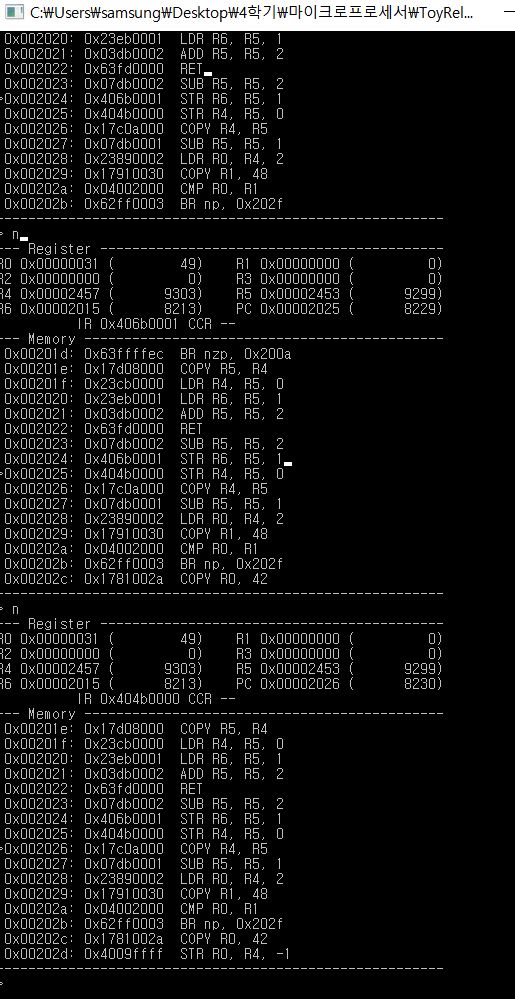 C:₩Users₩samsung₩Desktop₩4학기₩마이크로프로세서₩ToyRel...
0x002020: 0x23eb0001 LDR R6, R5, 1
0x002021: 0x03db0002 ADD R5, R5, 2
0x002022: 0x63fd0000 RET
0x002023: 0x07db0002 SUB R5, R5, 2
>0x002024: 0x406b0001 STR R6, R5, 1
0x002025: 0x404b0000 STR R4, R5, 0
0x002026: 0x17c0a000 COPY R4, R5
0x002027: 0x07db0001 SUB R5, R5, 1
0x002028: 0x23890002 LDR R0, R4, 2
0x002029: 0x17910030 COPY R1, 48
0x00202a: 0x04002000 CMP R0, R1
0x00202b: 0x62ff0003 BR np, 0x202f
----------------------------------------------------------
> n
--- Register ---------------------------------------------
R0 0x00000031 ( 49) R1 0x00000000 ( 0)
R2 0x00000000 ( 0) R3 0x00000000 ( 0)
R4 0x00002457 ( 9303) R5 0x00002453 ( 9299)
R6 0x00002015 ( 8213) PC 0x00002025 ( 8229)
IR 0x406b0001 CCR --
--- Memory -----------------------------------------------
0x00201d: 0x63ffffec BR nzp, 0x200a
0x00201e: 0x17d08000 COPY R5, R4
0x00201f: 0x23cb0000 LDR R4, R5, 0
0x002020: 0x23eb0001 LDR R6, R5, 1
0x002021: 0x03db0002 ADD R5, R5, 2
0x002022: 0x63fd0000 RET
0x002023: 0x07db0002 SUB R5, R5, 2
0x002024: 0x406b0001 STR R6, R5, 1
>0x002025: 0x404b0000 STR R4, R5, 0
0x002026: 0x17c0a000 COPY R4, R5
0x002027: 0x07db0001 SUB R5, R5, 1
0x002028: 0x23890002 LDR R0, R4, 2
0x002029: 0x17910030 COPY R1, 48
0x00202a: 0x04002000 CMP R0, R1
0x00202b: 0x62ff0003 BR np, 0x202f
0x00202c: 0x1781002a COPY R0, 42
----------------------------------------------------------
> n
--- Register ---------------------------------------------
R0 0x00000031 ( 49) R1 0x00000000 ( 0)
R2 0x00000000 ( 0) R3 0x00000000 ( 0)
R4 0x00002457 ( 9303) R5 0x00002453 ( 9299)
R6 0x00002015 ( 8213) PC 0x00002026 ( 8230)
IR 0x404b0000 CCR --
--- Memory -----------------------------------------------
0x00201e: 0x17d08000 COPY R5, R4
0x00201f: 0x23cb0000 LDR R4, R5, 0
0x002020: 0x23eb0001 LDR R6, R5, 1
0x002021: 0x03db0002 ADD R5, R5, 2
0x002022: 0x63fd0000 RET
0x002023: 0x07db0002 SUB R5, R5, 2
0x002024: 0x406b0001 STR R6, R5, 1
0x002025: 0x404b0000 STR R4, R5, 0
>0x002026: 0x17c0a000 COPY R4, R5
0x002027: 0x07db0001 SUB R5, R5, 1
0x002028: 0x23890002 LDR R0, R4, 2
0x002029: 0x17910030 COPY R1, 48
0x00202a: 0x04002000 CMP R0, R1
0x00202b: 0x62ff0003 BR np, 0x202f
0x00202c: 0x1781002a COPY R0, 42
0x00202d: 0x4009ffff STR R0, R4, -1
----------------------------------------------------------
>